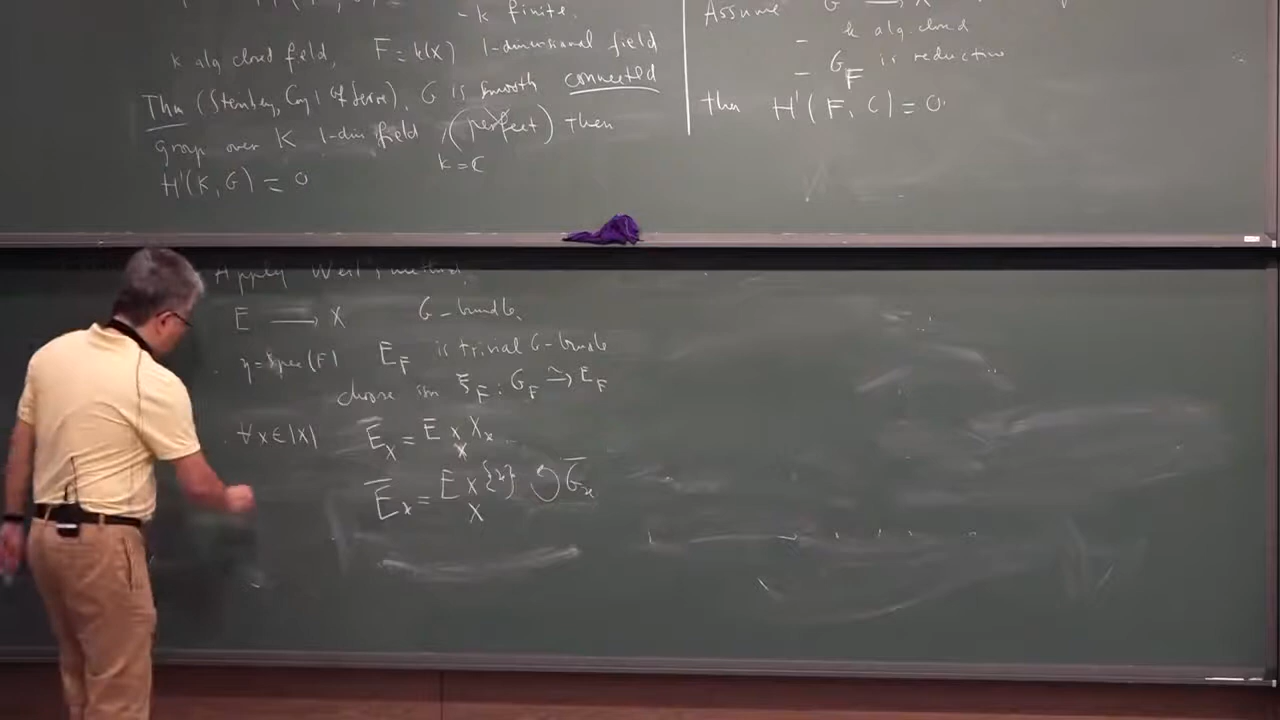 - k finite.
k alg closed field, F = k(X) 1-dimensional field
Thm (Steinberg, Conj I of Serre). G is smooth connected
group over K 1-dim field, (perfect) Then
k = C
H¹(K, G) = 0
Assume G → X
- k alg. closed
- G_F is reductive
then H¹(F, G) = 0.
Apply Weil's method.
E → X G-bundle.
η = Spec(F) E_F is trivial G-bundle
choose isom ξ_F : G_F ⥲ E_F
∀x∈|X| E_x = E ×_X X_x
Ē_x = E ×_X {x} ↺ Ḡ_x